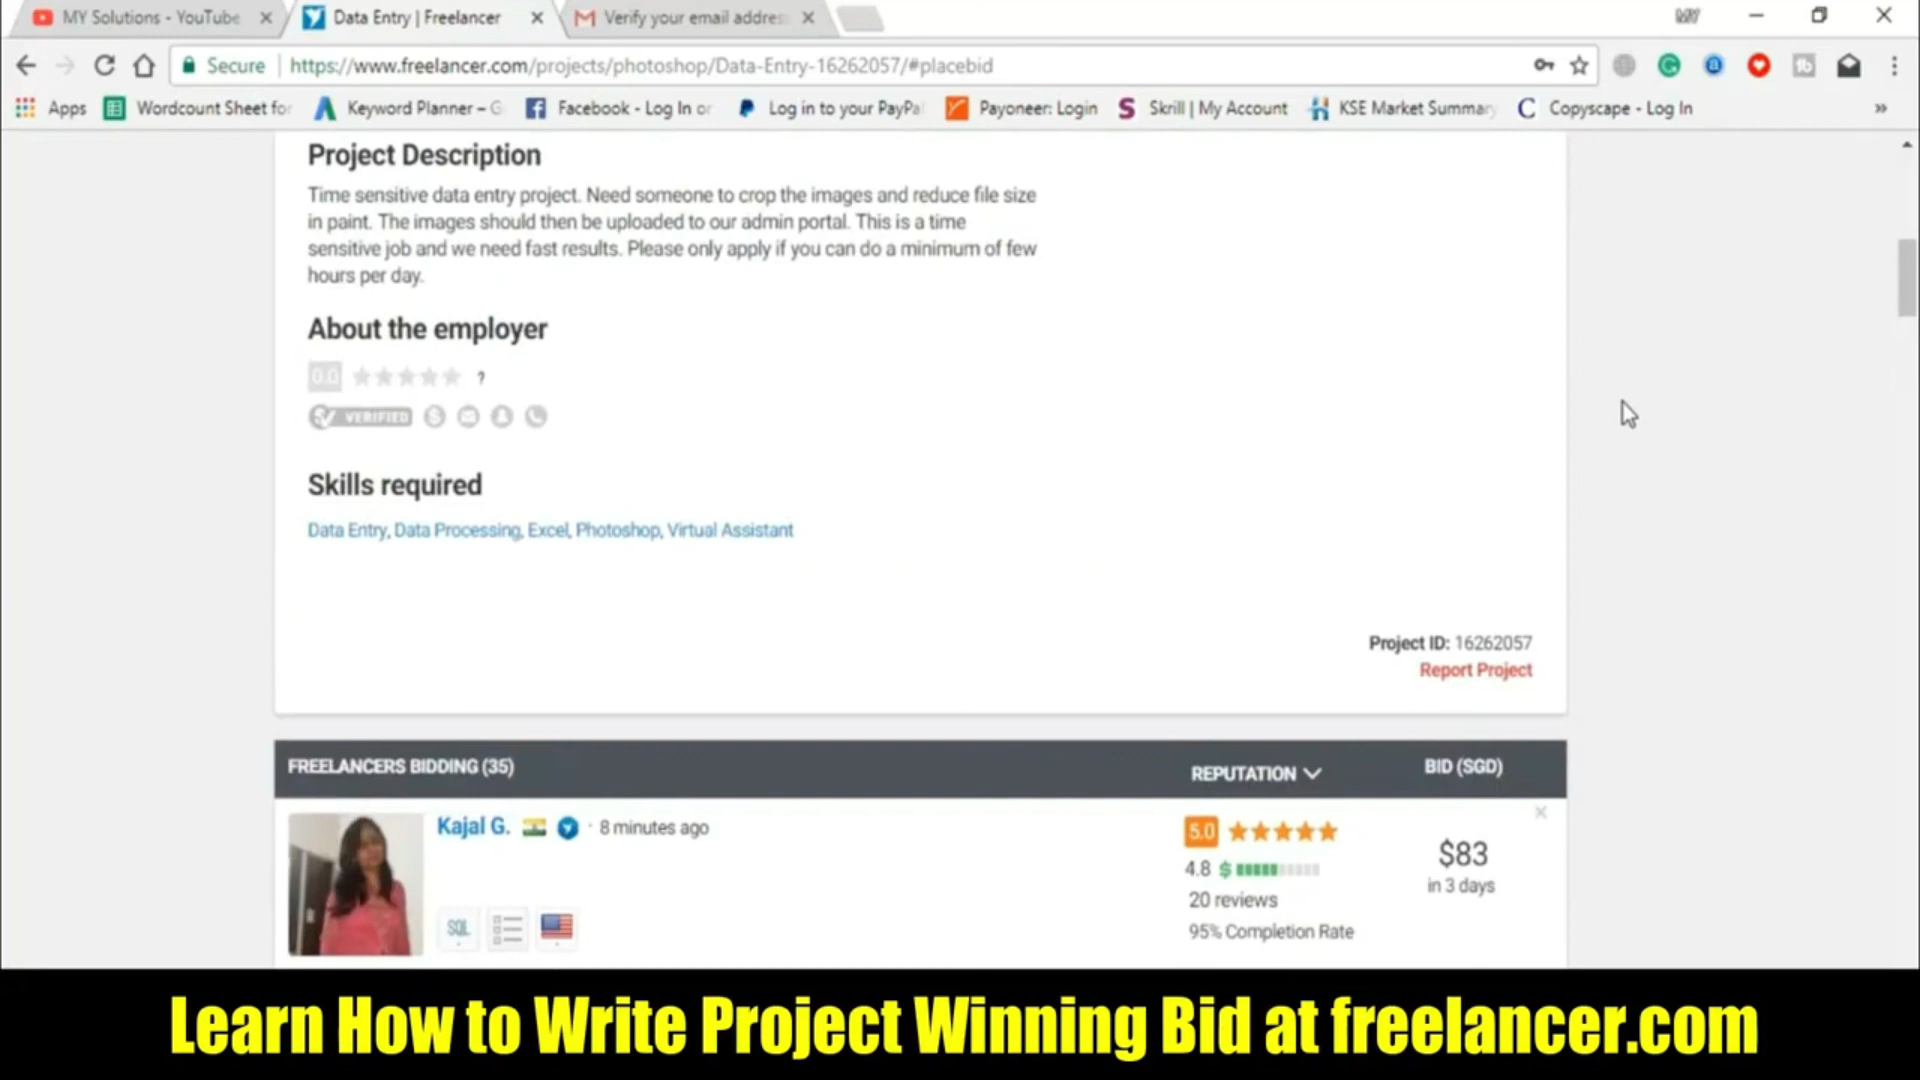 MY Solutions - YouTube
Data Entry | Freelancer
Verify your email addres
Secure
https://www.freelancer.com/projects/photoshop/Data-Entry-16262057/#placebid
Apps
Wordcount Sheet for
Keyword Planner – G
Facebook - Log In or
Log in to your PayPa
Payoneer: Login
Skrill | My Account
KSE Market Summary
Copyscape - Log In
Project Description
Time sensitive data entry project. Need someone to crop the images and reduce file size
in paint. The images should then be uploaded to our admin portal. This is a time
sensitive job and we need fast results. Please only apply if you can do a minimum of few
hours per day.
About the employer
0.0
?
VERIFIED
Skills required
Data Entry, Data Processing, Excel, Photoshop, Virtual Assistant
Project ID: 16262057
Report Project
FREELANCERS BIDDING (35)
REPUTATION
BID (SGD)
Kajal G.
· 8 minutes ago
5.0
$83
4.8 $
in 3 days
20 reviews
95% Completion Rate
SQL
Learn How to Write Project Winning Bid at freelancer.com